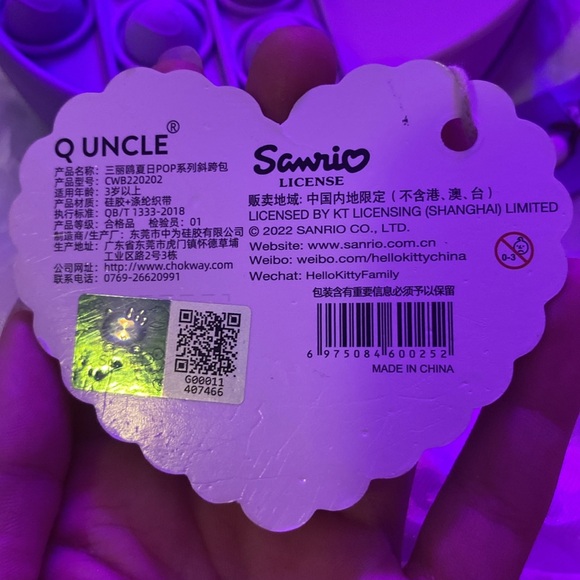 Q UNCLE®
产品名称：三丽鸥夏日POP系列斜跨包
产品型号：CWB220202
适用年龄：3岁以上
产品材质：硅胶+涤纶织带
执行标准：QB/T 1333-2018
产品等级：合格品 检验员：01
制造商/生产厂：东莞市中为硅胶有限公司
生产地址：广东省东莞市虎门镇怀德草埔
工业区路2号3栋
公司网址：http://www.chokway.com
联系电话：0769-26620991
G00011
407466
Sanrio
LICENSE
贩卖地域：中国内地限定（不含港、澳、台）
LICENSED BY KT LICENSING (SHANGHAI) LIMITED
© 2022 SANRIO CO., LTD.
Website: www.sanrio.com.cn
Weibo: weibo.com/hellokittychina
Wechat: HelloKittyFamily
0-3
包装含有重要信息必须予以保留
6 975084 600252
MADE IN CHINA